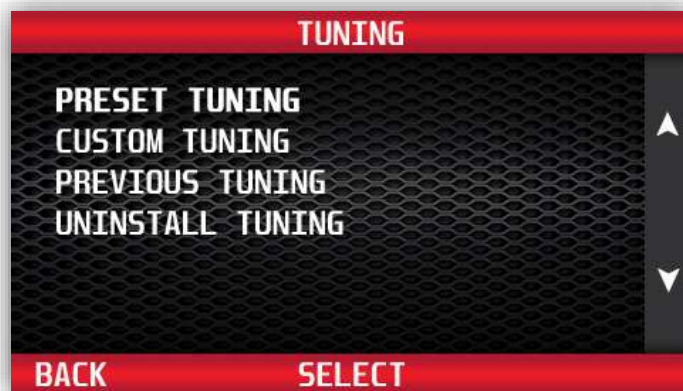 TUNING
PRESET TUNING
CUSTOM TUNING
PREVIOUS TUNING
UNINSTALL TUNING
BACK SELECT